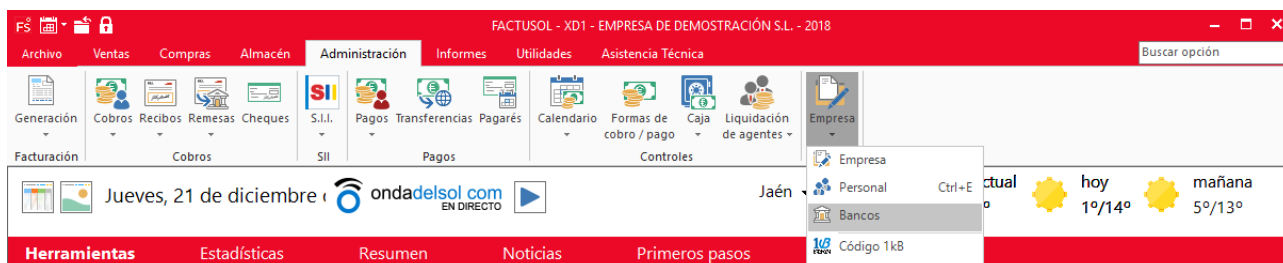 FS
FACTUSOL - XD1 - EMPRESA DE DEMOSTRACIÓN S.L. - 2018
Archivo Ventas Compras Almacén Administración Informes Utilidades Asistencia Técnica Buscar opción
SII
Generación Cobros Recibos Remesas Cheques S.I.I. Pagos Transferencias Pagarés Calendario Formas de cobro / pago Caja Liquidación de agentes Empresa
Facturación Cobros SII Pagos Controles
Empresa
Personal Ctrl+E
Bancos
Código 1kB
Jueves, 21 de diciembre
ondadelsol com
EN DIRECTO
Jaén
hoy
1º/14º
mañana
5º/13º
Herramientas Estadísticas Resumen Noticias Primeros pasos